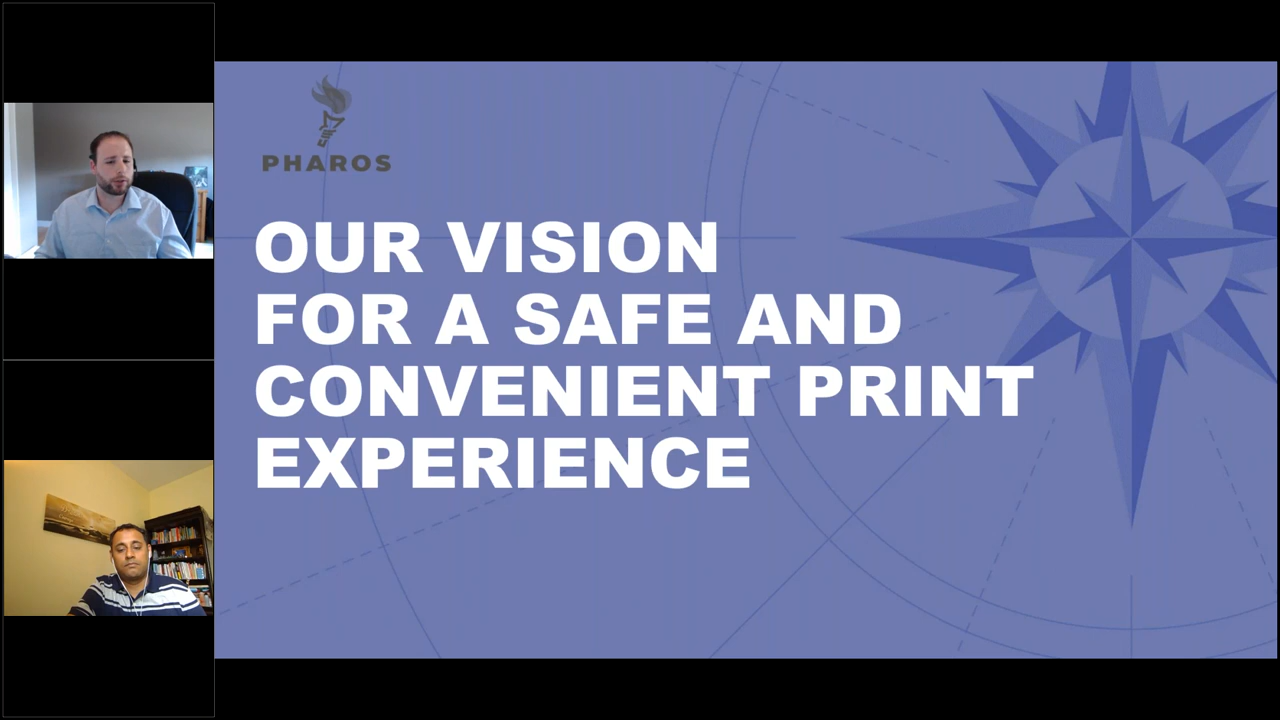 PHAROS
OUR VISION
FOR A SAFE AND
CONVENIENT PRINT
EXPERIENCE